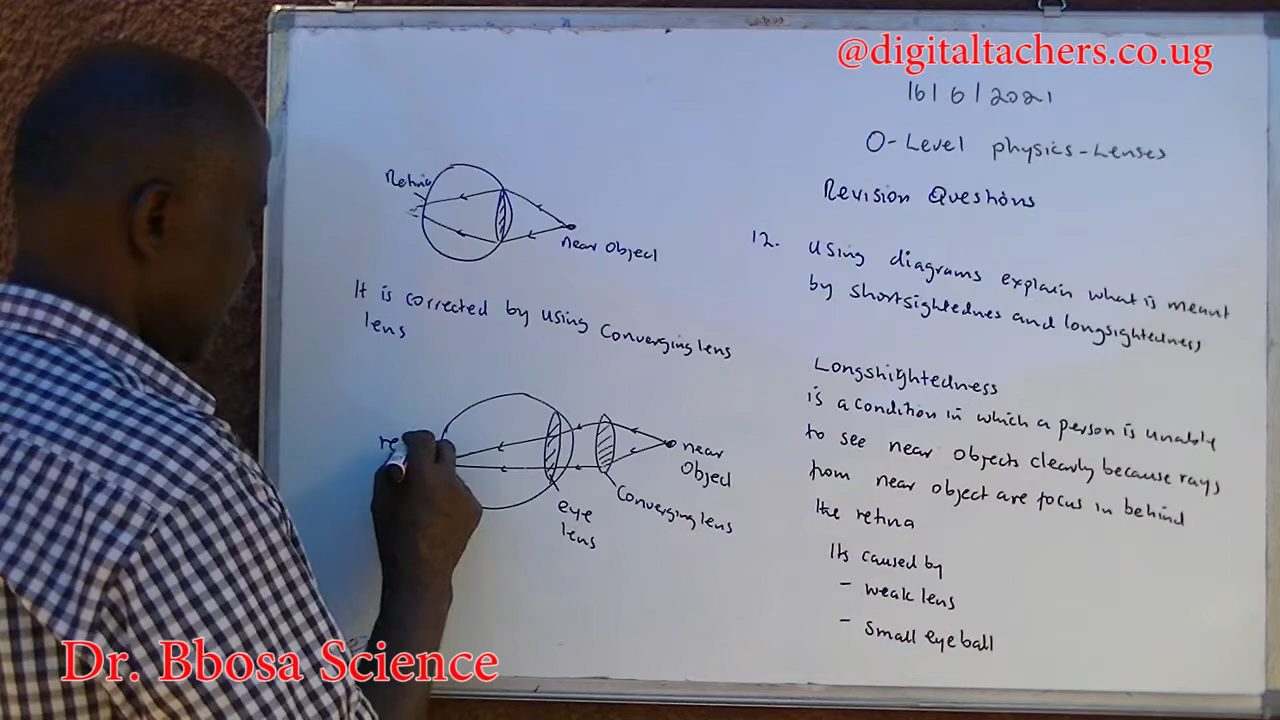 @digitaltachers.co.ug
16/6/2021
O-Level physics-Lenses
Revision Questions
12. Using diagrams explain what is meant
by shortsightednes and longsightedness
Longshightedness
is a condition in which a person is unable
to see near objects clearly because rays
from near object are focus in behind
the retina
Its caused by
- weak lens
- Small eyeball
Retina
near Object
It is corrected by using Converging lens
lens
re
near
Object
Converging lens
eye
lens
Dr. Bbosa Science